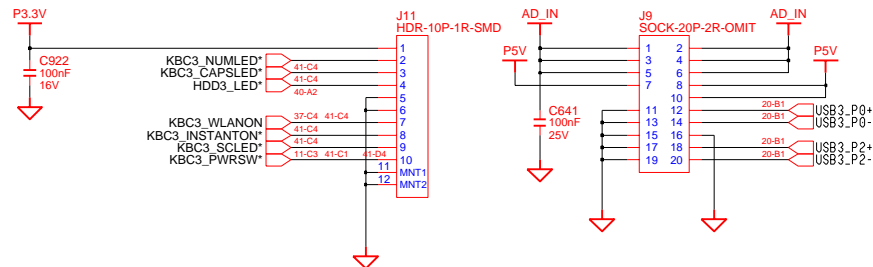 P3.3V
J11
HDR-10P-1R-SMD
C922
100nF
16V
1
KBC3_NUMLED*
2
KBC3_CAPSLED*
41-C4
3
HDD3_LED*
41-C4
4
40-A2
5
6
KBC3_WLANON
37-C4 41-C4
7
KBC3_INSTANTON*
41-C4
8
KBC3_SCLED*
41-C4
9
KBC3_PWRSW*
11-C3 41-C1 41-D4
10
11
MNT1
12
MNT2
AD_IN
J9
SOCK-20P-2R-OMIT
AD_IN
P5V
P5V
1 2
3 4
5 6
7 8
10
11 12
20-B1
USB3_P0+
13 14
20-B1
USB3_P0-
15 16
17 18
20-B1
USB3_P2+
19 20
20-B1
USB3_P2-
C641
100nF
25V